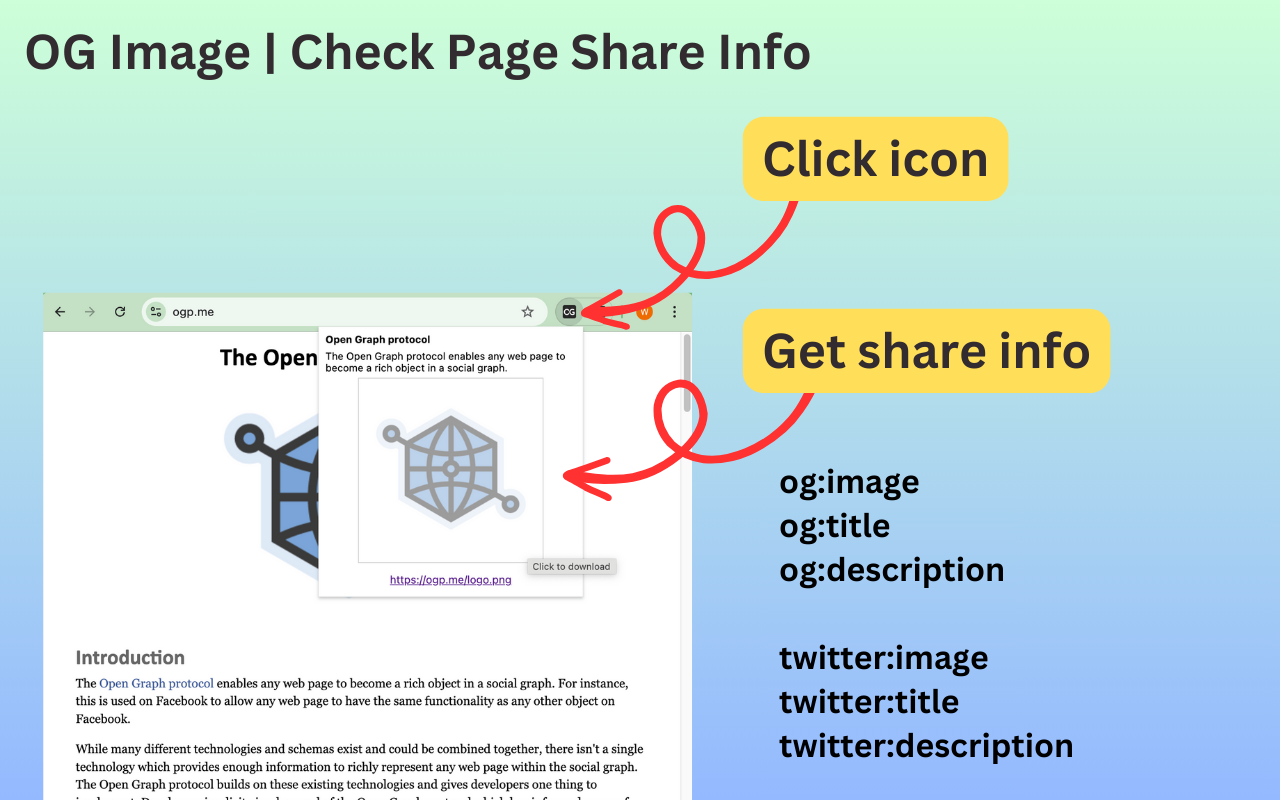 OG Image | Check Page Share Info
Click icon
ogp.me
CG
W
Get share info
The Open
Open Graph protocol
The Open Graph protocol enables any web page to
become a rich object in a social graph.
Click to download
https://ogp.me/logo.png
og:image
og:title
og:description
twitter:image
twitter:title
twitter:description
Introduction
The Open Graph protocol enables any web page to become a rich object in a social graph. For instance,
this is used on Facebook to allow any web page to have the same functionality as any other object on
Facebook.
While many different technologies and schemas exist and could be combined together, there isn't a single
technology which provides enough information to richly represent any web page within the social graph.
The Open Graph protocol builds on these existing technologies and gives developers one thing to